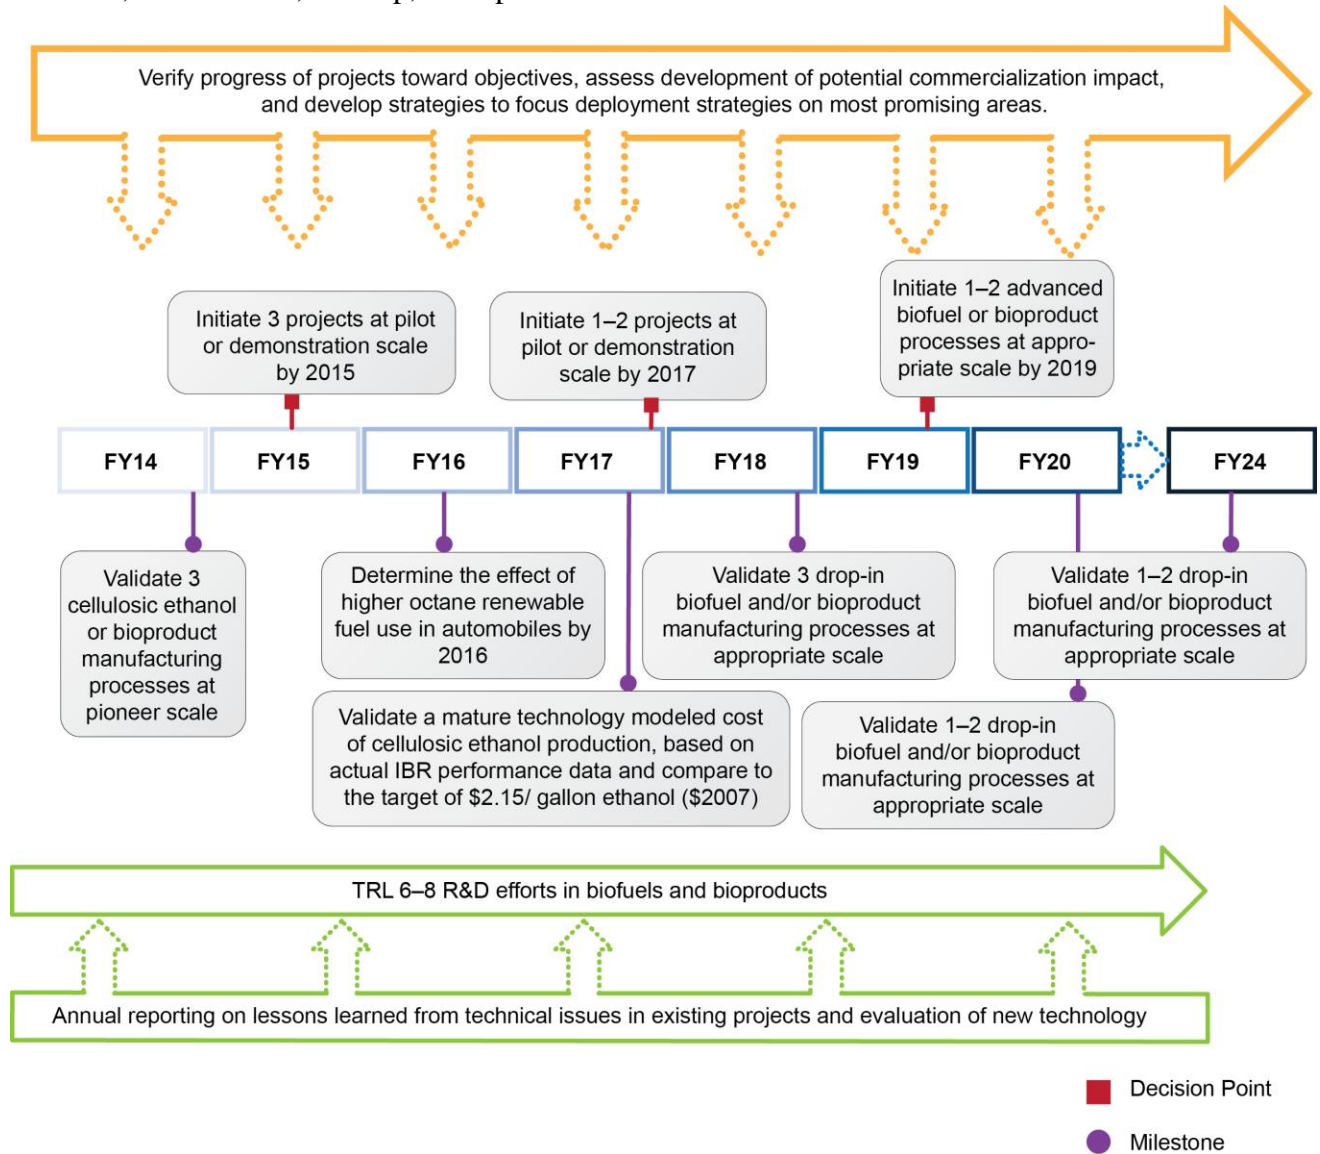 Verify progress of projects toward objectives, assess development of potential commercialization impact,
and develop strategies to focus deployment strategies on most promising areas.
Initiate 3 projects at pilot
or demonstration scale
by 2015
Initiate 1–2 projects at
pilot or demonstration
scale by 2017
Initiate 1–2 advanced
biofuel or bioproduct
processes at appro-
priate scale by 2019
FY14
FY15
FY16
FY17
FY18
FY19
FY20
FY24
Validate 3
cellulosic ethanol
or bioproduct
manufacturing
processes at
pioneer scale
Determine the effect of
higher octane renewable
fuel use in automobiles by
2016
Validate 3 drop-in
biofuel and/or bioproduct
manufacturing processes at
appropriate scale
Validate 1–2 drop-in
biofuel and/or bioproduct
manufacturing processes at
appropriate scale
Validate a mature technology modeled cost
of cellulosic ethanol production, based on
actual IBR performance data and compare to
the target of $2.15/ gallon ethanol ($2007)
Validate 1–2 drop-in
biofuel and/or bioproduct
manufacturing processes at
appropriate scale
TRL 6–8 R&D efforts in biofuels and bioproducts
Annual reporting on lessons learned from technical issues in existing projects and evaluation of new technology
Decision Point
Milestone